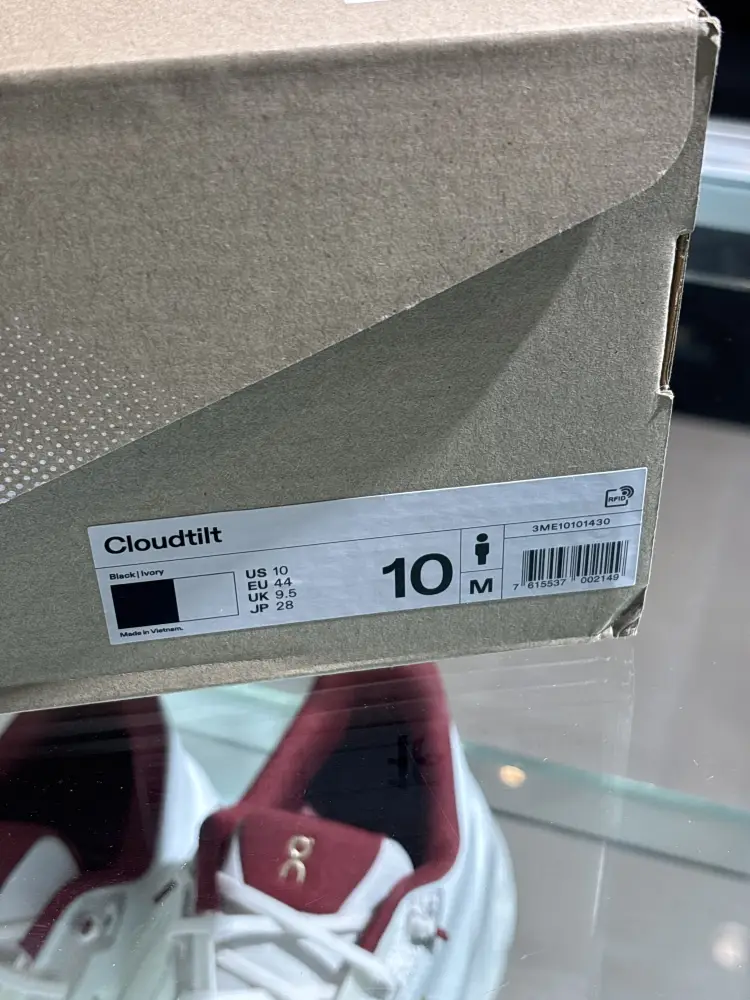 Cloudtilt
RFID
3ME10101430
Black | Ivory
US 10
EU 44
UK 9.5
JP 28
10
M
7 615537 002149
Made in Vietnam.